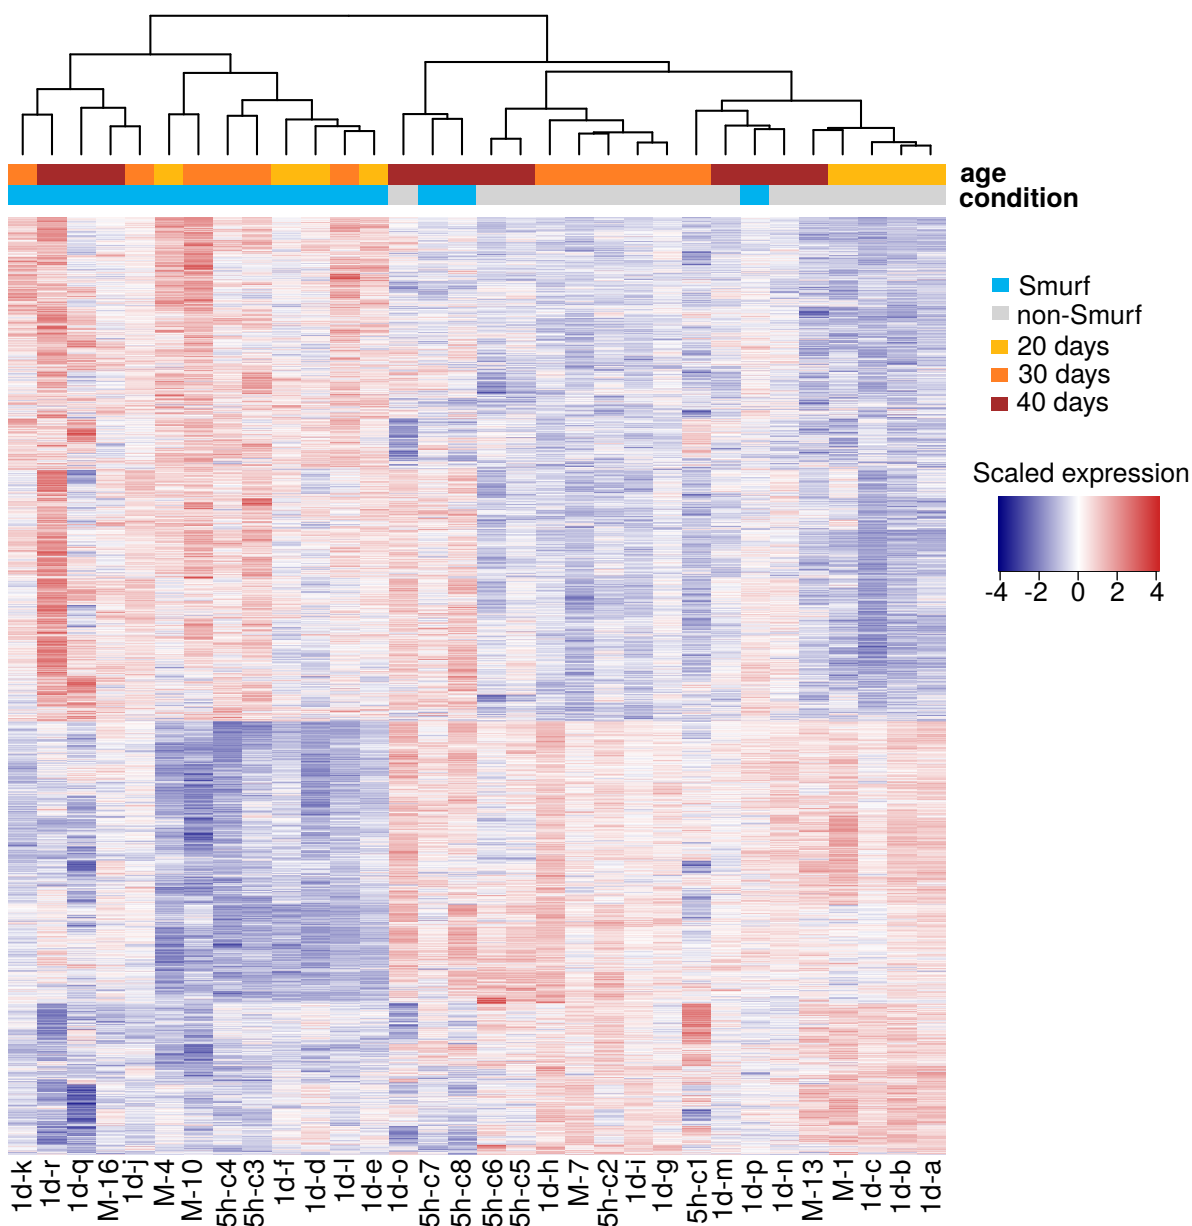 age
condition
Smurf
non-Smurf
20 days
30 days
40 days
Scaled expression
-4 -2 0 2 4
1d-k 1d-r 1d-q M-16 1d-j M-4 M-10 5h-c4 5h-c3 1d-f 1d-d 1d-l 1d-e 1d-o 5h-c7 5h-c8 5h-c6 5h-c5 1d-h M-7 5h-c2 1d-i 1d-g 5h-c1 1d-m 1d-p 1d-n M-13 M-1 1d-c 1d-b 1d-a